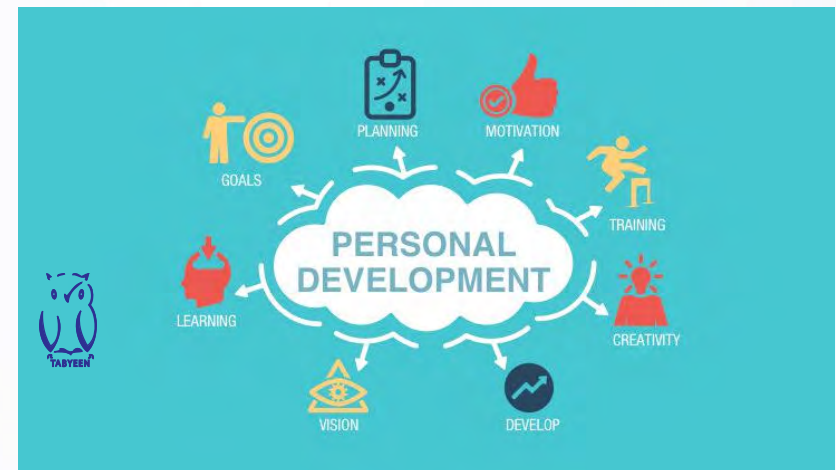 PLANNING
MOTIVATION
GOALS
TRAINING
PERSONAL
DEVELOPMENT
LEARNING
CREATIVITY
"TABYEEN"
VISION
DEVELOP